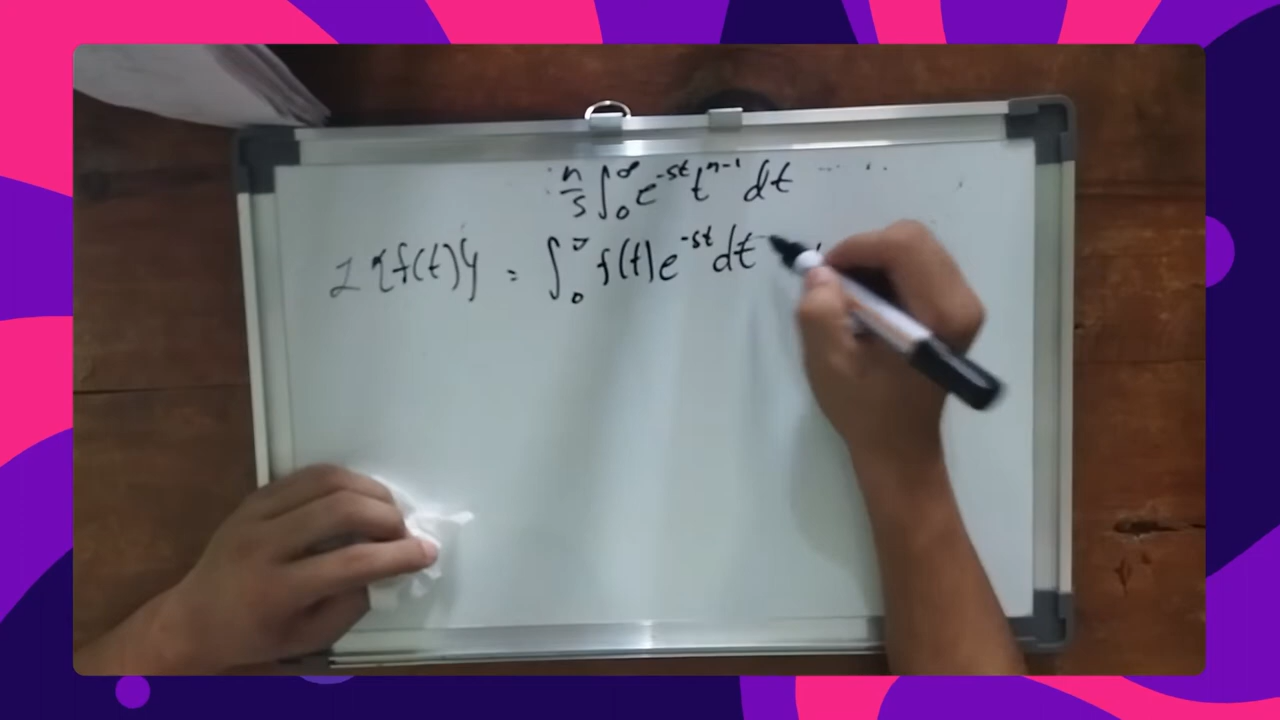 n/s ∫₀^∞ e^{-st} t^{n-1} dt
L{f(t)} = ∫₀^∞ f(t)e^{-st}dt